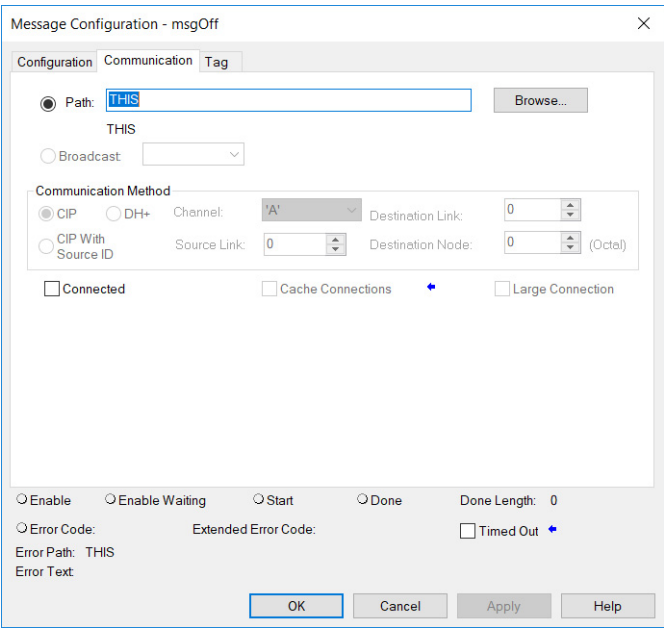 Message Configuration - msgOff
Configuration Communication Tag
Path: THIS Browse...
THIS
Broadcast:
Communication Method
CIP DH+ Channel: 'A' Destination Link: 0
CIP With Source ID Source Link: 0 Destination Node: 0 (Octal)
Connected Cache Connections Large Connection
Enable Enable Waiting Start Done Done Length: 0
Error Code: Extended Error Code: Timed Out
Error Path: THIS
Error Text:
OK Cancel Apply Help